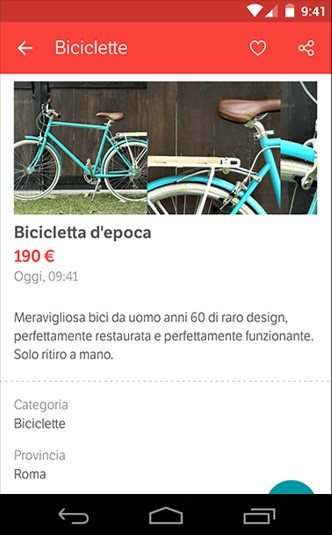 9:41
Biciclette
Bicicletta d'epoca
190 €
Oggi, 09:41
Meravigliosa bici da uomo anni 60 di raro design,
perfettamente restaurata e perfettamente funzionante.
Solo ritiro a mano.
Categoria
Biciclette
Provincia
Roma